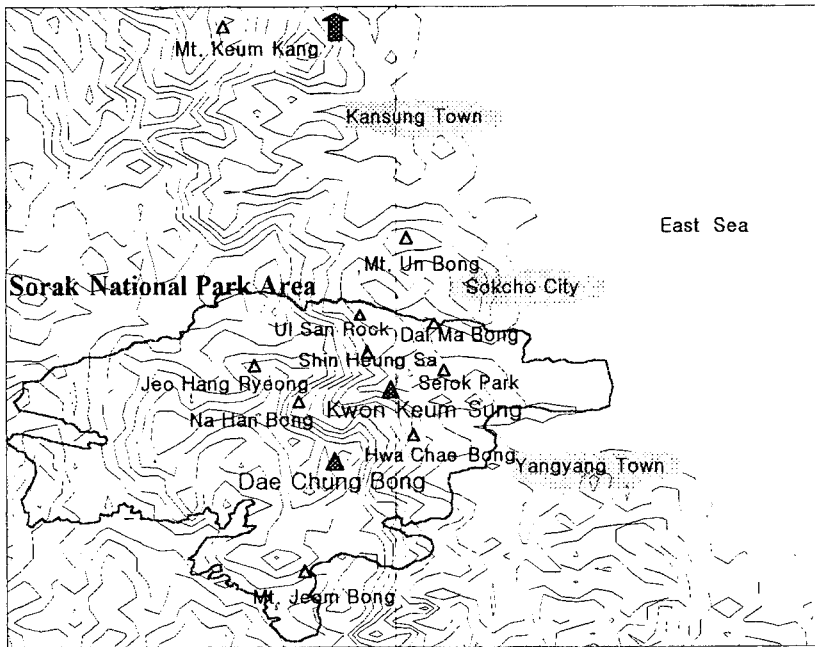 Mt. Keum Kang
Kansung Town
East Sea
Mt. Un Bong
Sorak National Park Area
Sokcho City
Ul San Rock
Dal Ma Bong
Shin Heung Sa
Jeo Hang Ryeong
Serok Park
Na Han Bong
Kwon Keum Sung
Hwa Chae Bong
Yangyang Town
Dae Chung Bong
Mt. Jeom Bong